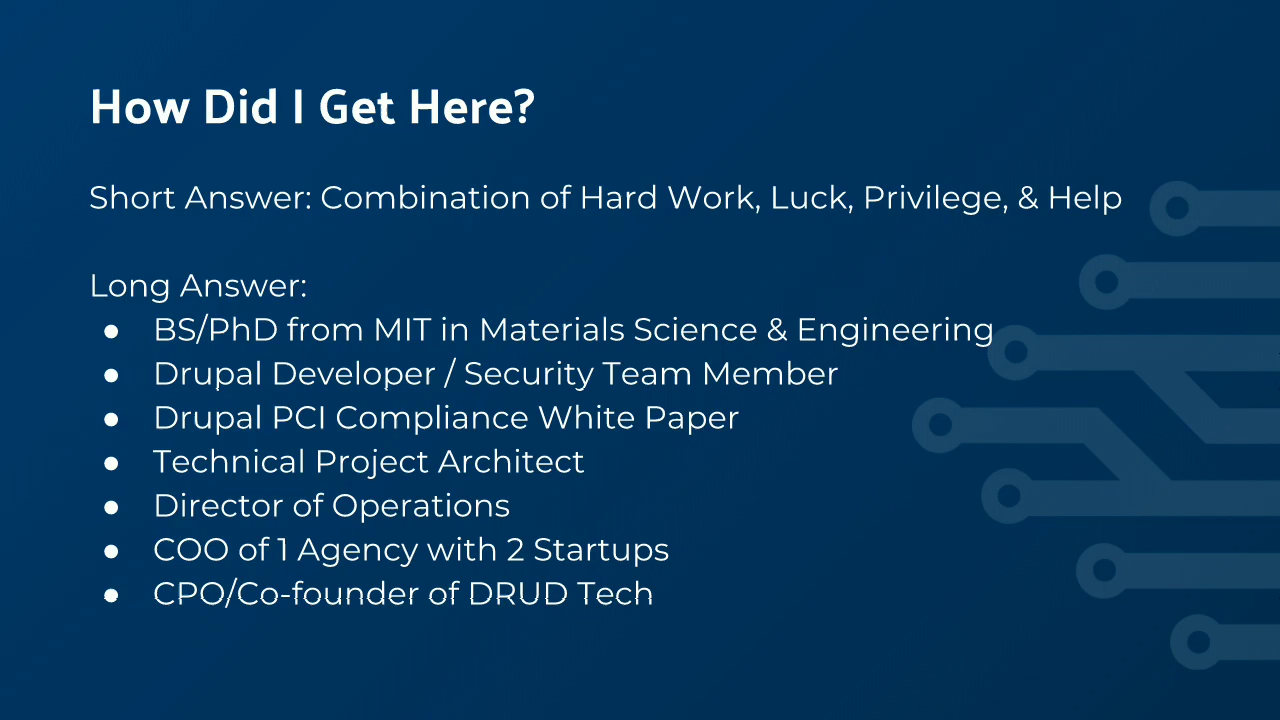 How Did I Get Here?
Short Answer: Combination of Hard Work, Luck, Privilege, & Help
Long Answer:
● BS/PhD from MIT in Materials Science & Engineering
● Drupal Developer / Security Team Member
● Drupal PCI Compliance White Paper
● Technical Project Architect
● Director of Operations
● COO of 1 Agency with 2 Startups
● CPO/Co-founder of DRUD Tech